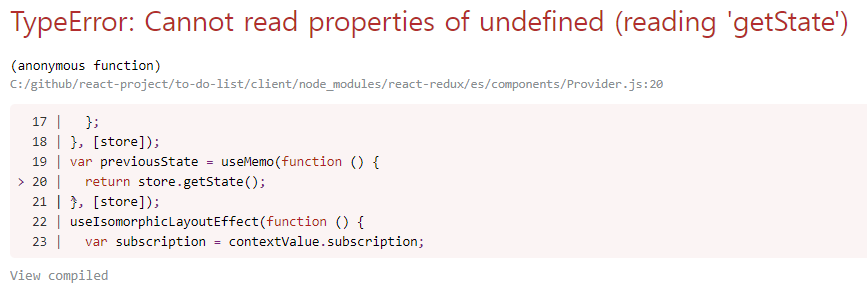 TypeError: Cannot read properties of undefined (reading 'getState')
(anonymous function)
C:/github/react-project/to-do-list/client/node_modules/react-redux/es/components/Provider.js:20
17 |   };
18 | }, [store]);
19 | var previousState = useMemo(function () {
> 20 |   return store.getState();
21 | }, [store]);
22 | useIsomorphicLayoutEffect(function () {
23 |   var subscription = contextValue.subscription;
View compiled